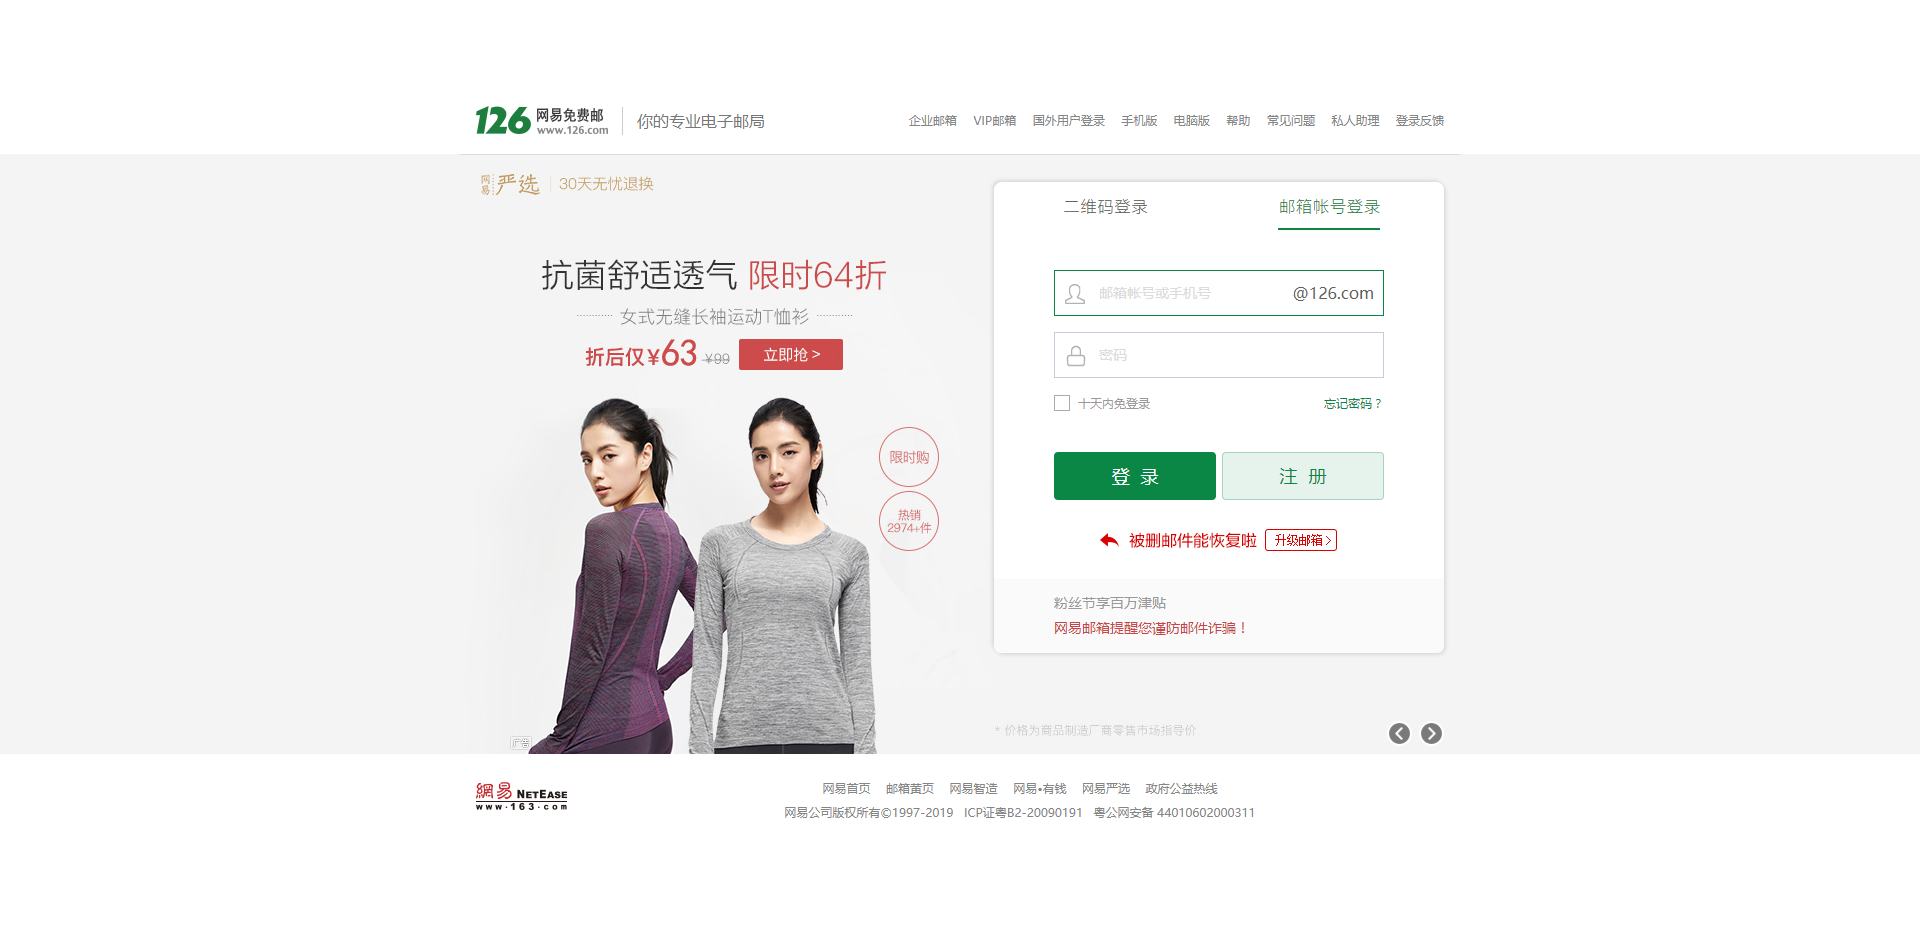 126 网易免费邮 www.126.com
你的专业电子邮局
企业邮箱 VIP邮箱 国外用户登录 手机版 电脑版 帮助 常见问题 私人助理 登录反馈
网易严选 30天无忧退换
抗菌舒适透气 限时64折
女式无缝长袖运动T恤衫
折后仅¥63 ¥99 立即抢 >
限时购
热销
2974+件
广告
二维码登录
邮箱帐号登录
邮箱帐号或手机号 @126.com
密码
十天内免登录 忘记密码？
登 录
注 册
被删邮件能恢复啦 升级邮箱
粉丝节享百万津贴
网易邮箱提醒您谨防邮件诈骗！
* 价格为商品制造厂商零售市场指导价
網易 NETEASE
www.163.com
网易首页 邮箱黄页 网易智造 网易•有钱 网易严选 政府公益热线
网易公司版权所有©1997-2019 ICP证粤B2-20090191 粤公网安备 44010602000311